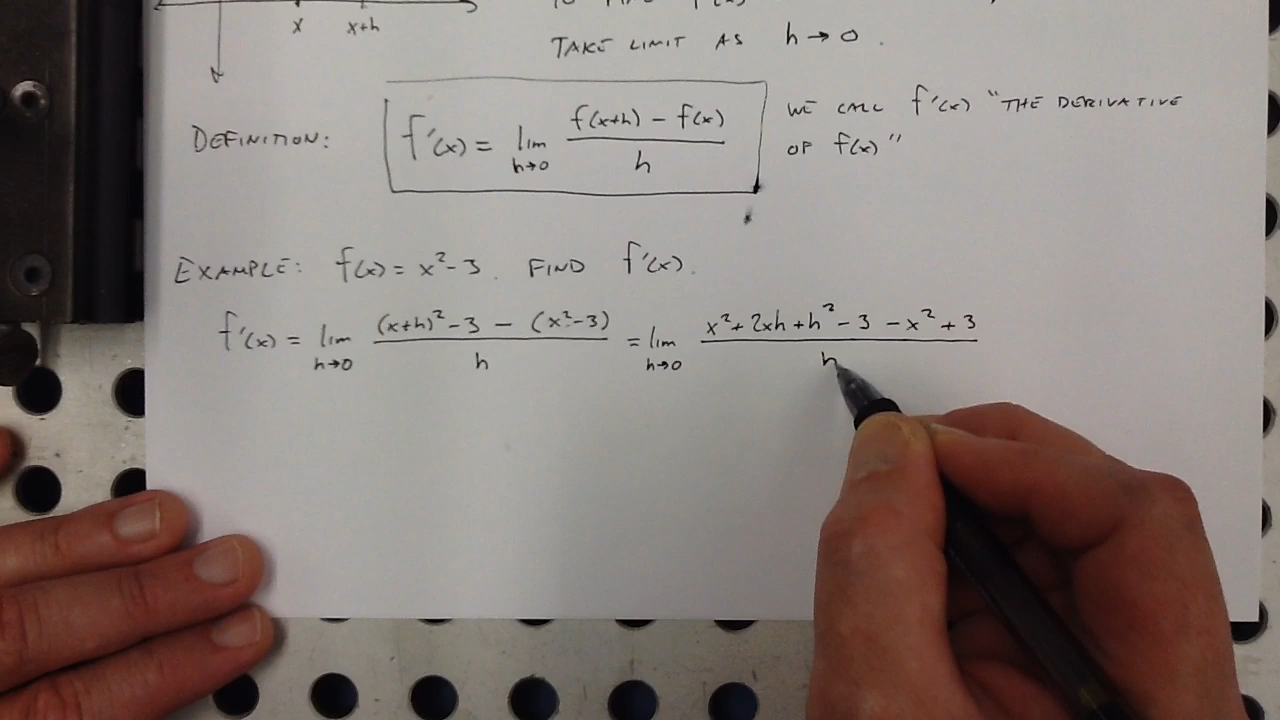 x x+h
TAKE LIMIT AS h→0.
DEFINITION: f'(x) = lim h→0 (f(x+h) - f(x))/h
WE CALL f'(x) "THE DERIVATIVE
OF f(x)"
EXAMPLE: f(x) = x²-3. FIND f'(x).
f'(x) = lim h→0 ((x+h)² -3 - (x²-3))/h = lim h→0 (x² + 2xh + h² - 3 - x² + 3)/h